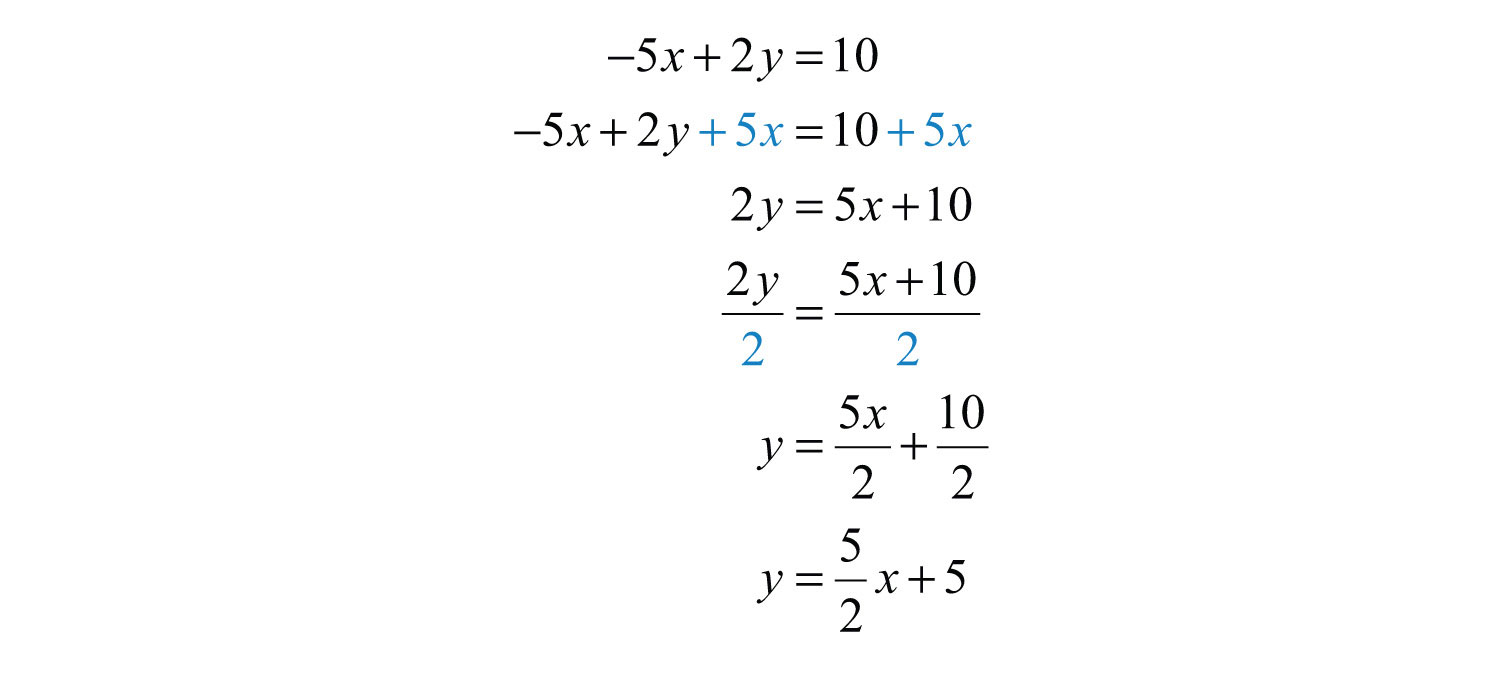 −5x + 2y = 10
−5x + 2y + 5x = 10 + 5x
2y = 5x + 10
2y/2 = (5x + 10)/2
y = 5x/2 + 10/2
y = 5/2 x + 5